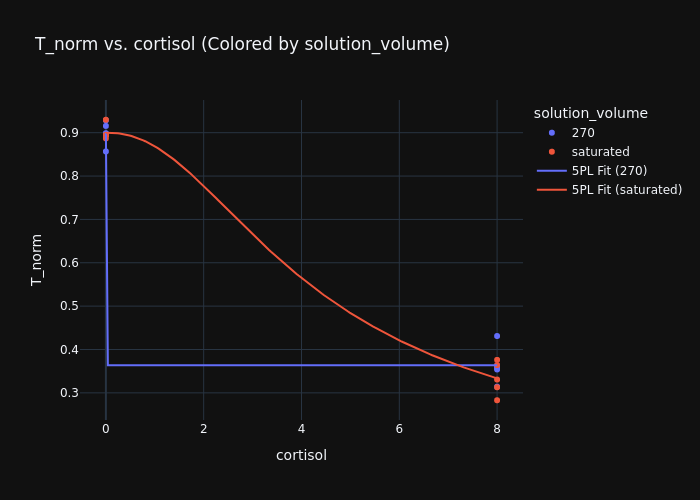 T_norm vs. cortisol (Colored by solution_volume)
solution_volume
270
saturated
5PL Fit (270)
5PL Fit (saturated)
T_norm
0.9
0.8
0.7
0.6
0.5
0.4
0.3
0 2 4 6 8
cortisol